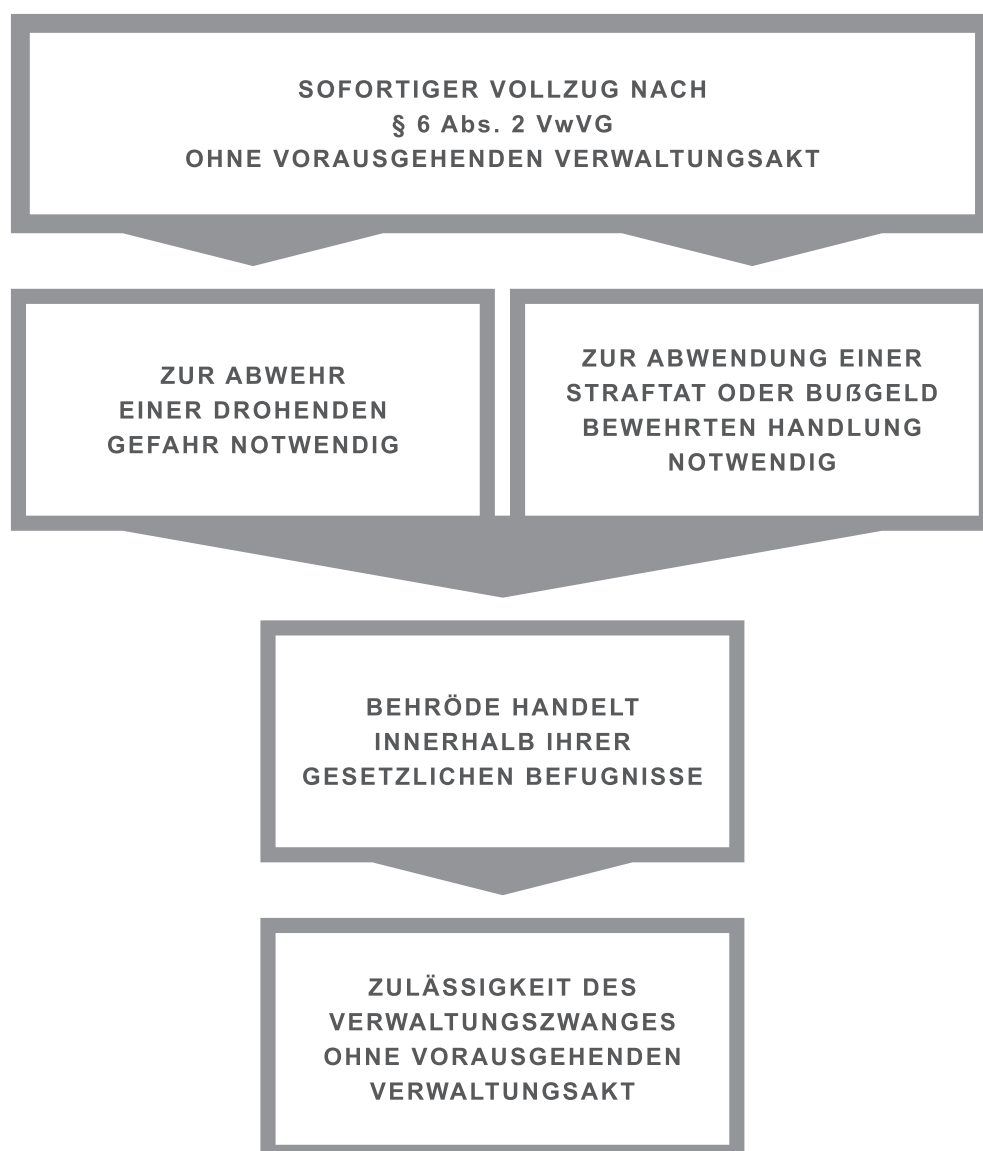 SOFORTIGER VOLLZUG NACH
§ 6 Abs. 2 VwVG
OHNE VORAUSGEHENDEN VERWALTUNGSAKT
ZUR ABWEHR
EINER DROHENDEN
GEFAHR NOTWENDIG
ZUR ABWENDUNG EINER
STRAFTAT ODER BUßGELD
BEWEHRTEN HANDLUNG
NOTWENDIG
BEHRÖDE HANDELT
INNERHALB IHRER
GESETZLICHEN BEFUGNISSE
ZULÄSSIGKEIT DES
VERWALTUNGSZWANGES
OHNE VORAUSGEHENDEN
VERWALTUNGSAKT